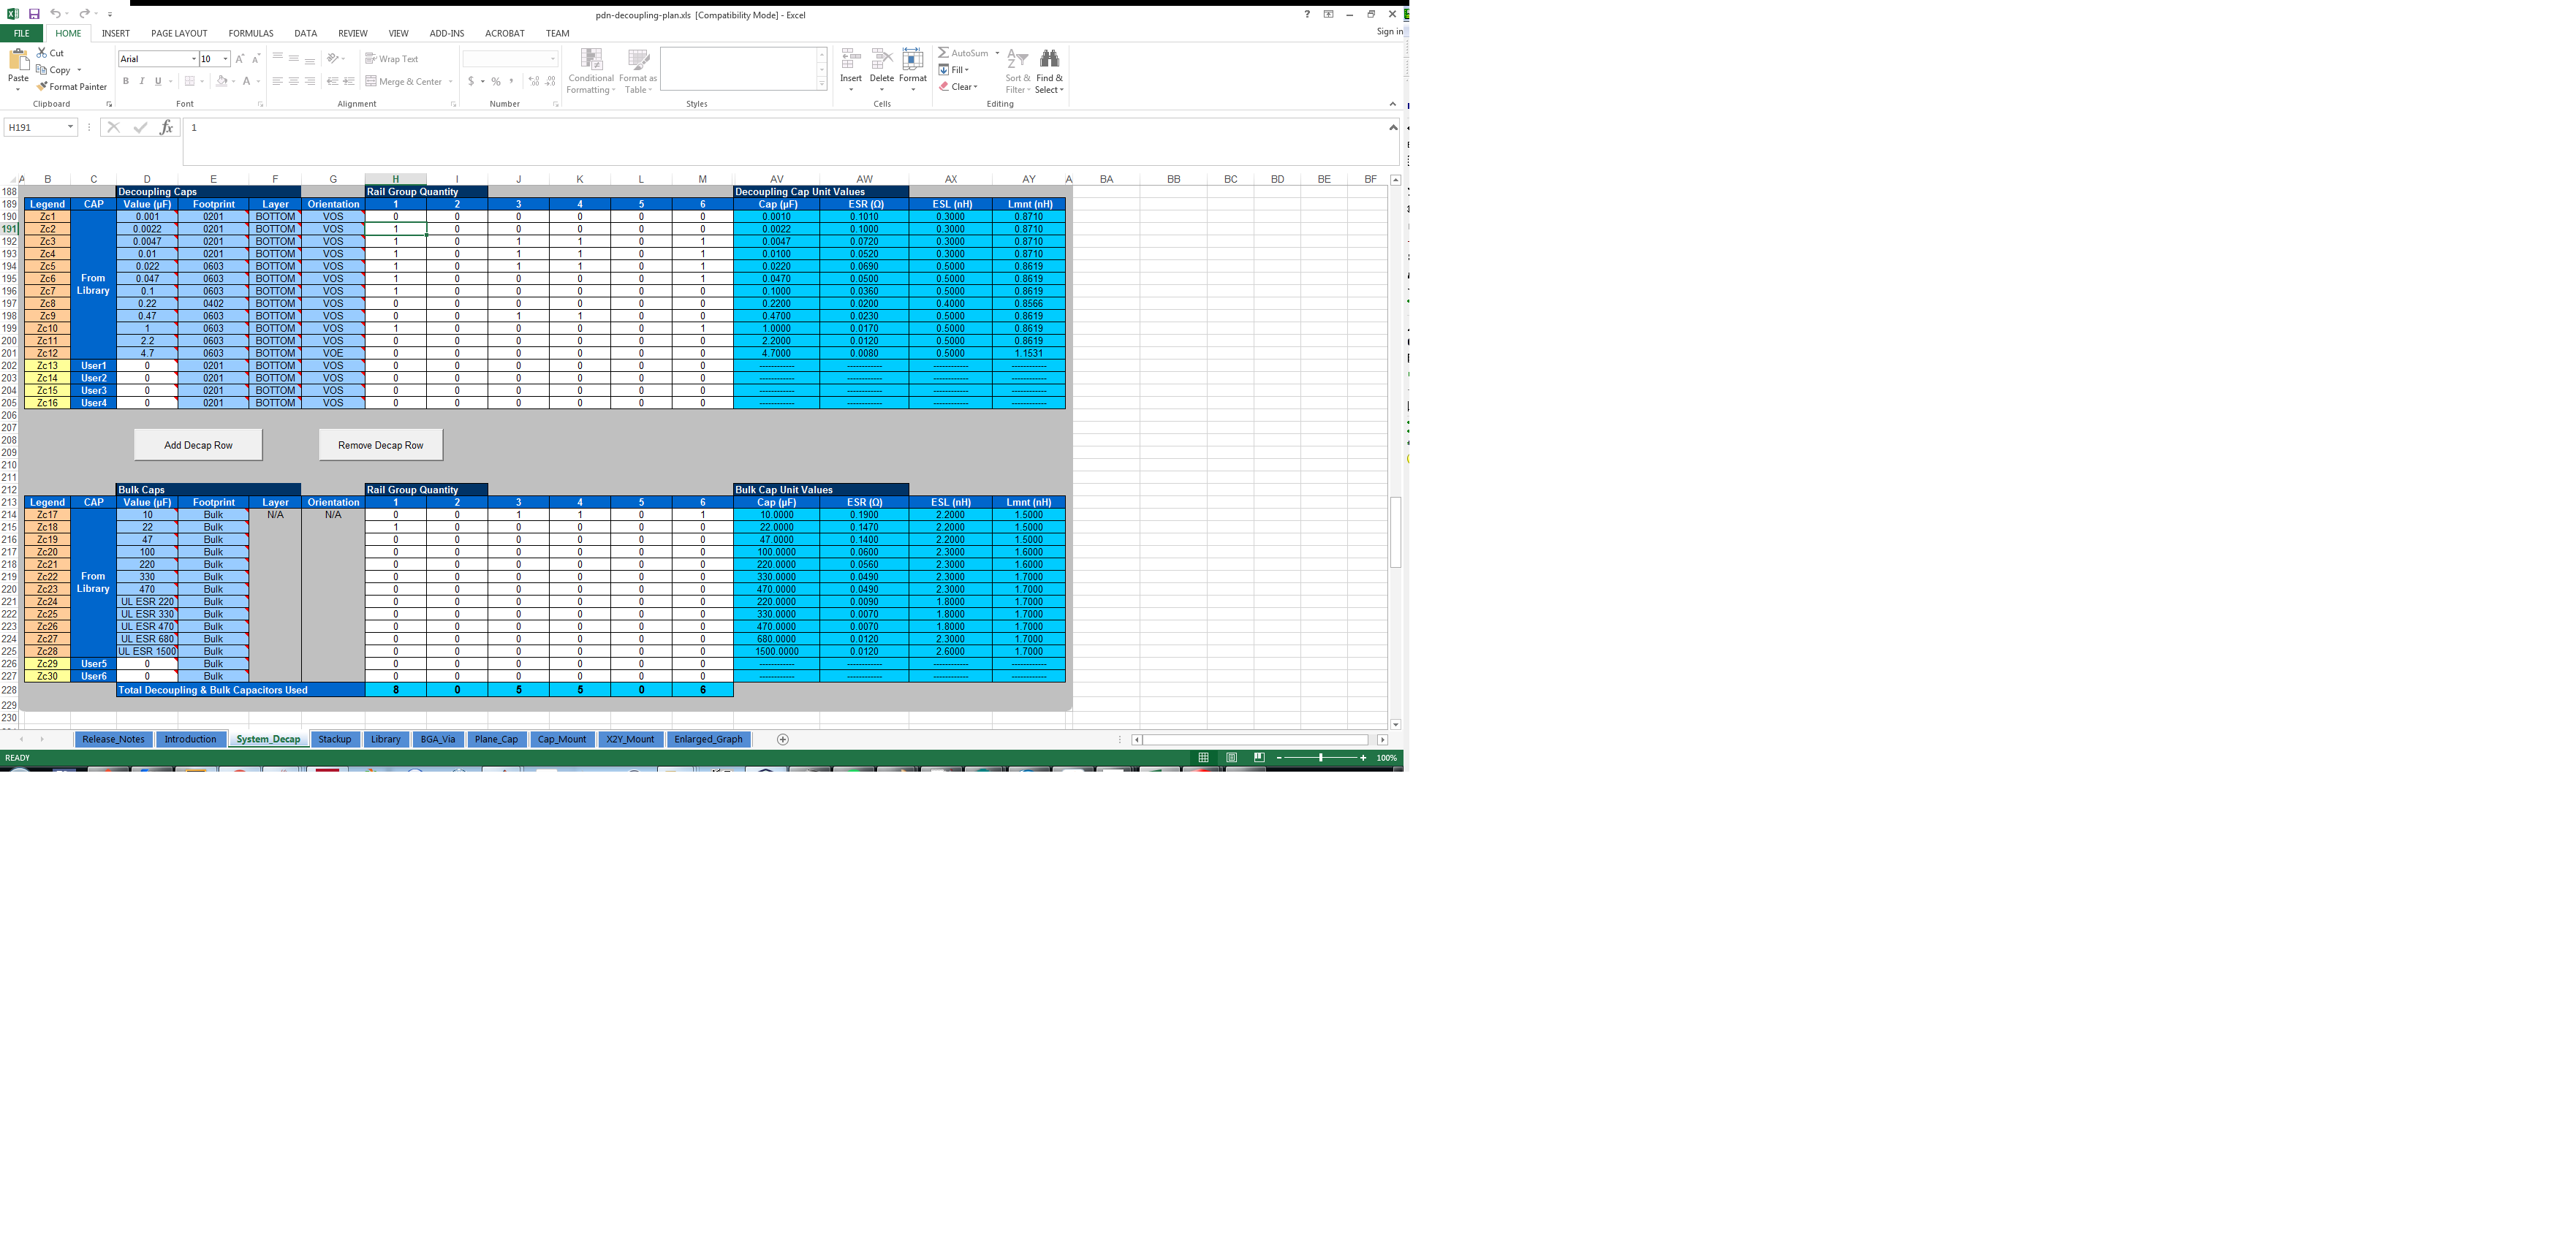 pdn-decoupling-plan.xls [Compatibility Mode] - Excel
FILE HOME INSERT PAGE LAYOUT FORMULAS DATA REVIEW VIEW ADD-INS ACROBAT TEAM Sign in
Paste Cut Copy Format Painter
Arial 10
B I U
Wrap Text
Merge & Center
$ % ,
Conditional Formatting Format as Table
Insert Delete Format
AutoSum Fill Clear
Sort & Filter Find & Select
Clipboard Font Alignment Number Styles Cells Editing
H191 fx 1
A B C D E F G H I J K L M AV AW AX AY A BA BB BC BD BE BF
188 Decoupling Caps Rail Group Quantity Decoupling Cap Unit Values
189 Legend CAP Value (µF) Footprint Layer Orientation 1 2 3 4 5 6 Cap (µF) ESR (Ω) ESL (nH) Lmnt (nH)
190 Zc1 0.001 0201 BOTTOM VOS 0 0 0 0 0 0 0.0010 0.1010 0.3000 0.8710
191 Zc2 0.0022 0201 BOTTOM VOS 1 0 0 0 0 0 0.0022 0.1000 0.3000 0.8710
192 Zc3 0.0047 0201 BOTTOM VOS 1 0 1 1 0 1 0.0047 0.0720 0.3000 0.8710
193 Zc4 0.01 0201 BOTTOM VOS 1 0 1 1 0 1 0.0100 0.0520 0.3000 0.8710
194 Zc5 0.022 0603 BOTTOM VOS 1 0 1 1 0 1 0.0220 0.0690 0.5000 0.8619
195 Zc6 From 0.047 0603 BOTTOM VOS 1 0 0 0 0 1 0.0470 0.0500 0.5000 0.8619
196 Zc7 Library 0.1 0603 BOTTOM VOS 1 0 0 0 0 0 0.1000 0.0360 0.5000 0.8619
197 Zc8 0.22 0402 BOTTOM VOS 0 0 0 0 0 0 0.2200 0.0200 0.4000 0.8566
198 Zc9 0.47 0603 BOTTOM VOS 0 0 1 1 0 0 0.4700 0.0230 0.5000 0.8619
199 Zc10 1 0603 BOTTOM VOS 1 0 0 0 0 1 1.0000 0.0170 0.5000 0.8619
200 Zc11 2.2 0603 BOTTOM VOS 0 0 0 0 0 0 2.2000 0.0120 0.5000 0.8619
201 Zc12 4.7 0603 BOTTOM VOE 0 0 0 0 0 0 4.7000 0.0080 0.5000 1.1531
202 Zc13 User1 0 0201 BOTTOM VOS 0 0 0 0 0 0 ------------ ------------ ------------ ------------
203 Zc14 User2 0 0201 BOTTOM VOS 0 0 0 0 0 0 ------------ ------------ ------------ ------------
204 Zc15 User3 0 0201 BOTTOM VOS 0 0 0 0 0 0 ------------ ------------ ------------ ------------
205 Zc16 User4 0 0201 BOTTOM VOS 0 0 0 0 0 0 ------------ ------------ ------------ ------------
206
207
208 Add Decap Row Remove Decap Row
209
210
211
212 Bulk Caps Rail Group Quantity Bulk Cap Unit Values
213 Legend CAP Value (µF) Footprint Layer Orientation 1 2 3 4 5 6 Cap (µF) ESR (Ω) ESL (nH) Lmnt (nH)
214 Zc17 10 Bulk N/A N/A 0 0 1 1 0 1 10.0000 0.1900 2.2000 1.5000
215 Zc18 22 Bulk 1 0 0 0 0 0 22.0000 0.1470 2.2000 1.5000
216 Zc19 47 Bulk 0 0 0 0 0 0 47.0000 0.1400 2.2000 1.5000
217 Zc20 100 Bulk 0 0 0 0 0 0 100.0000 0.0600 2.3000 1.6000
218 Zc21 220 Bulk 0 0 0 0 0 0 220.0000 0.0560 2.3000 1.6000
219 Zc22 From 330 Bulk 0 0 0 0 0 0 330.0000 0.0490 2.3000 1.7000
220 Zc23 Library 470 Bulk 0 0 0 0 0 0 470.0000 0.0490 2.3000 1.7000
221 Zc24 UL ESR 220 Bulk 0 0 0 0 0 0 220.0000 0.0090 1.8000 1.7000
222 Zc25 UL ESR 330 Bulk 0 0 0 0 0 0 330.0000 0.0070 1.8000 1.7000
223 Zc26 UL ESR 470 Bulk 0 0 0 0 0 0 470.0000 0.0070 1.8000 1.7000
224 Zc27 UL ESR 680 Bulk 0 0 0 0 0 0 680.0000 0.0120 2.3000 1.7000
225 Zc28 UL ESR 1500 Bulk 0 0 0 0 0 0 1500.0000 0.0120 2.6000 1.7000
226 Zc29 User5 0 Bulk 0 0 0 0 0 0 ------------ ------------ ------------ ------------
227 Zc30 User6 0 Bulk 0 0 0 0 0 0 ------------ ------------ ------------ ------------
228 Total Decoupling & Bulk Capacitors Used 8 0 5 5 0 6
229
230
Release_Notes Introduction System_Decap Stackup Library BGA_Via Plane_Cap Cap_Mount X2Y_Mount Enlarged_Graph
READY 100%